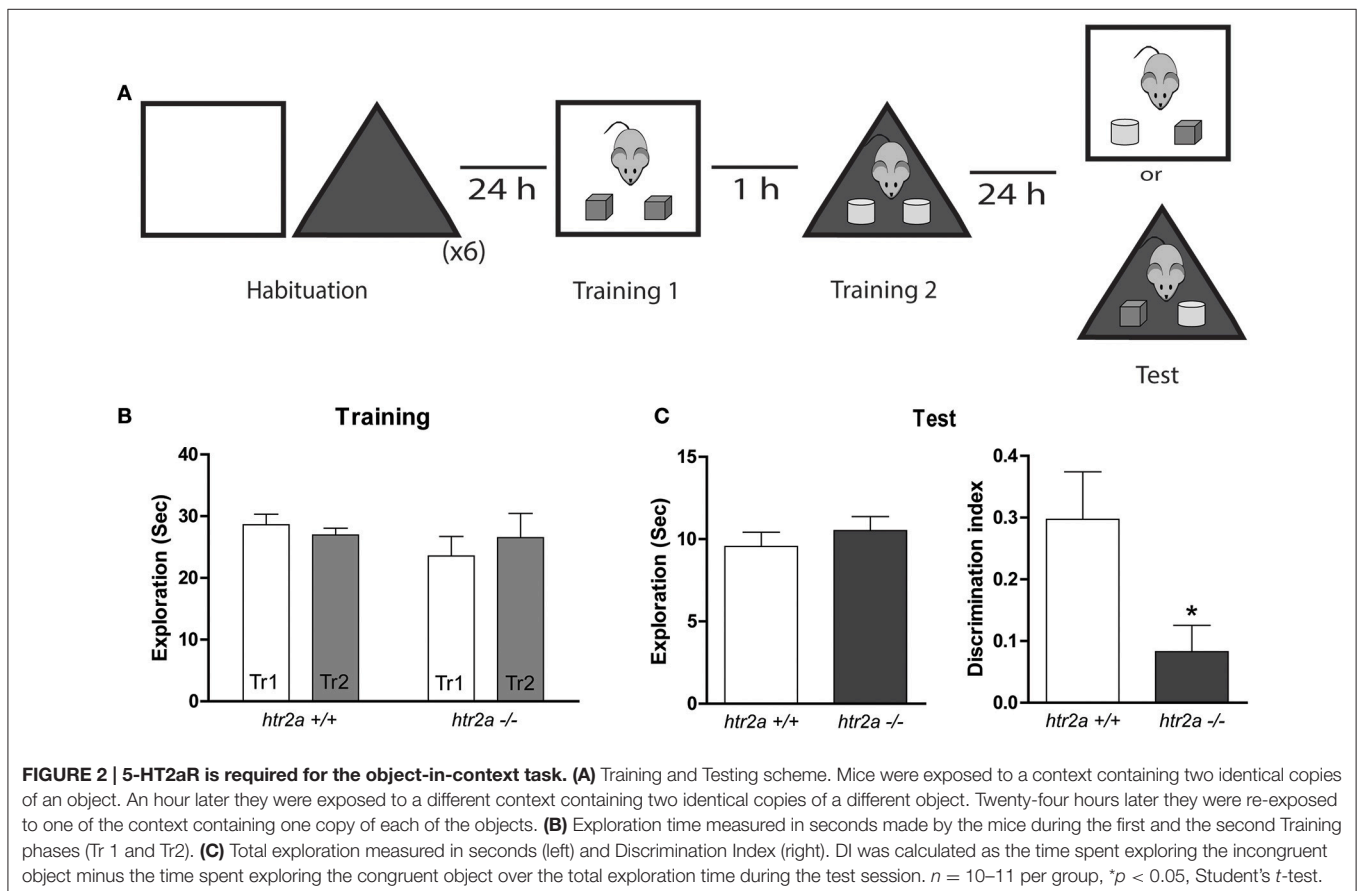 A
24 h
1 h
24 h
or
(x6)
Habituation
Training 1
Training 2
Test
B
Training
Exploration (Sec)
40
30
20
10
0
Tr1
Tr2
Tr1
Tr2
htr2a +/+
htr2a -/-
C
Test
Exploration (Sec)
15
10
5
0
htr2a +/+
htr2a -/-
Discrimination index
0.4
0.3
0.2
0.1
0.0
*
htr2a +/+
htr2a -/-
FIGURE 2 | 5-HT2aR is required for the object-in-context task. (A) Training and Testing scheme. Mice were exposed to a context containing two identical copies
of an object. An hour later they were exposed to a different context containing two identical copies of a different object. Twenty-four hours later they were re-exposed
to one of the context containing one copy of each of the objects. (B) Exploration time measured in seconds made by the mice during the first and the second Training
phases (Tr 1 and Tr2). (C) Total exploration measured in seconds (left) and Discrimination Index (right). DI was calculated as the time spent exploring the incongruent
object minus the time spent exploring the congruent object over the total exploration time during the test session. n = 10–11 per group, *p < 0.05, Student's t-test.